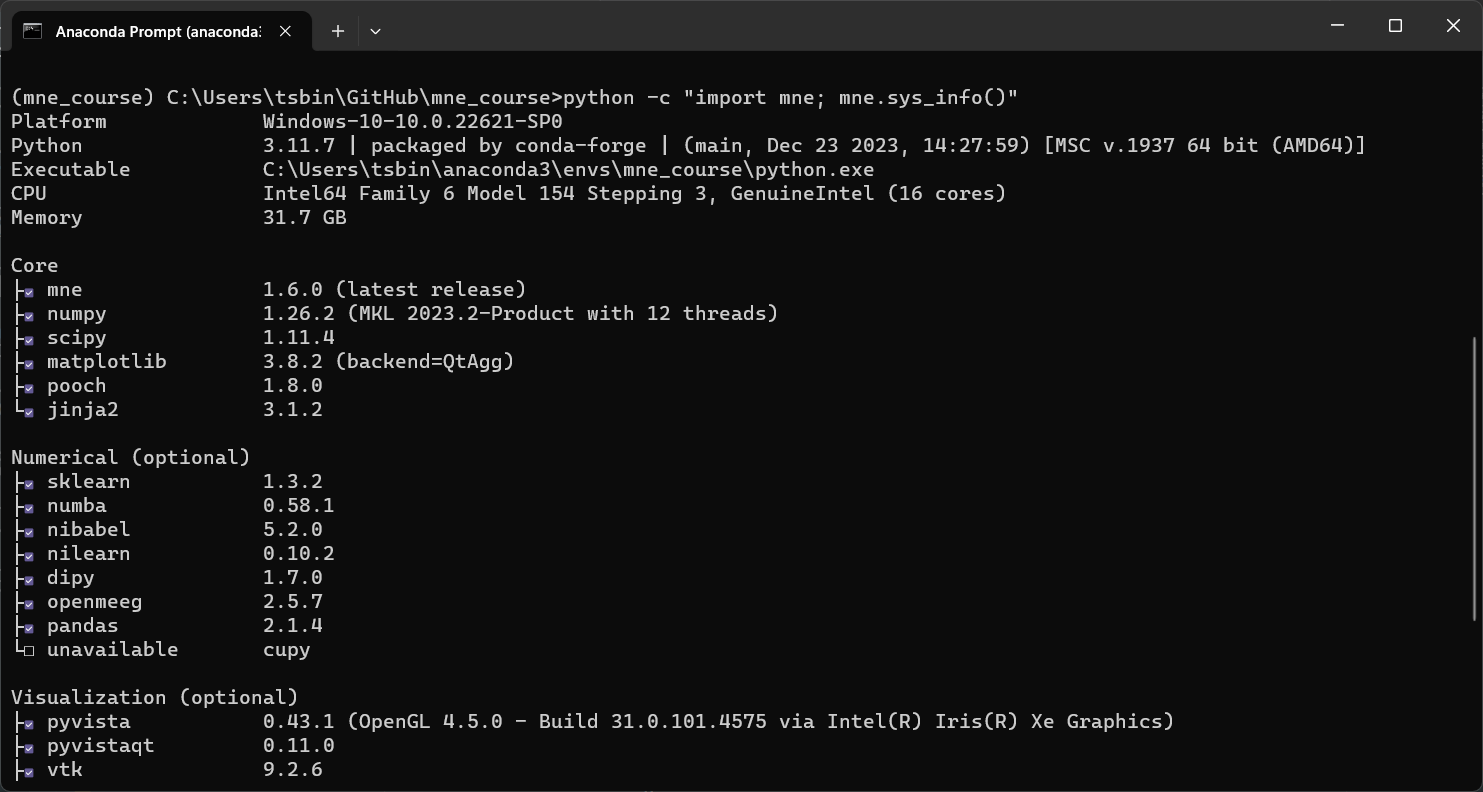 Anaconda Prompt (anaconda3
(mne_course) C:\Users\tsbin\GitHub\mne_course>python -c "import mne; mne.sys_info()"
Platform             Windows-10-10.0.22621-SP0
Python               3.11.7 | packaged by conda-forge | (main, Dec 23 2023, 14:27:59) [MSC v.1937 64 bit (AMD64)]
Executable           C:\Users\tsbin\anaconda3\envs\mne_course\python.exe
CPU                  Intel64 Family 6 Model 154 Stepping 3, GenuineIntel (16 cores)
Memory               31.7 GB
Core
├☑ mne               1.6.0 (latest release)
├☑ numpy             1.26.2 (MKL 2023.2-Product with 12 threads)
├☑ scipy             1.11.4
├☑ matplotlib        3.8.2 (backend=QtAgg)
├☑ pooch             1.8.0
└☑ jinja2            3.1.2
Numerical (optional)
├☑ sklearn           1.3.2
├☑ numba             0.58.1
├☑ nibabel           5.2.0
├☑ nilearn           0.10.2
├☑ dipy              1.7.0
├☑ openmeeg          2.5.7
├☑ pandas            2.1.4
└☐ unavailable       cupy
Visualization (optional)
├☑ pyvista           0.43.1 (OpenGL 4.5.0 - Build 31.0.101.4575 via Intel(R) Iris(R) Xe Graphics)
├☑ pyvistaqt         0.11.0
├☑ vtk               9.2.6